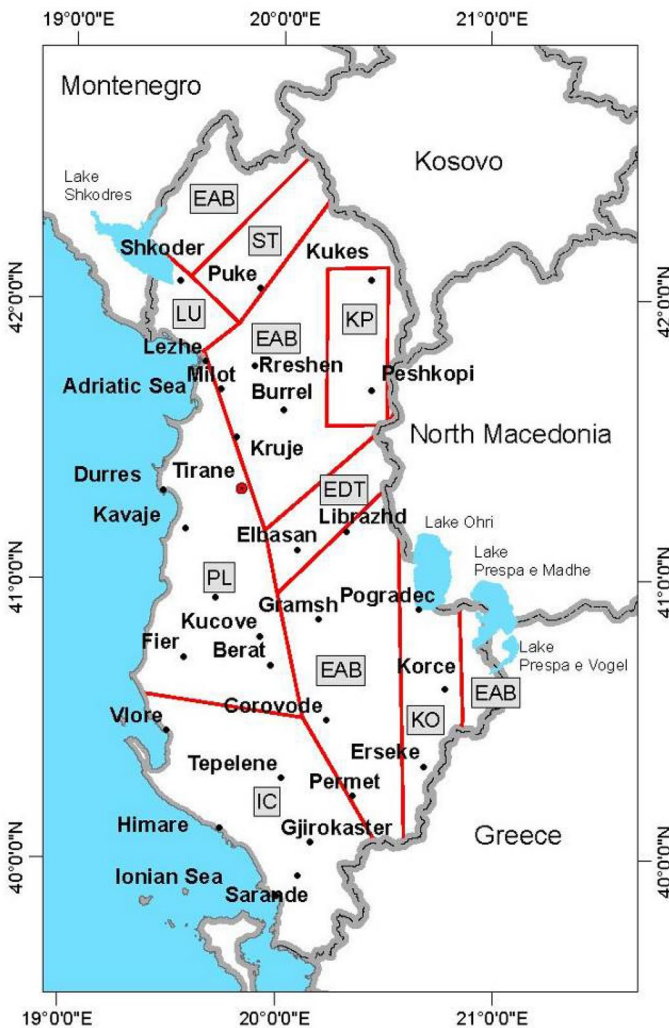 19°0'0"E
20°0'0"E
21°0'0"E
Montenegro
Kosovo
Lake
Shkodres
EAB
ST
Shkoder
Puke
Kukes
42°0'0"N
42°0'0"N
LU
KP
EAB
Lezhe
Rreshen
Milot
Peshkopi
Adriatic Sea
Burrel
North Macedonia
Kruje
Tirane
Durres
EDT
Librazhd
Kavaje
Lake Ohri
Elbasan
Lake
Prespa e Madhe
41°0'0"N
41°0'0"N
PL
Pogradec
Gramsh
Kucove
Fier
Berat
Lake
Prespa e Vogel
EAB
Korce
EAB
Corovode
Vlore
KO
Erseke
Tepelene
Permet
IC
Himare
Gjirokaster
Greece
40°0'0"N
40°0'0"N
Ionian Sea
Sarande
19°0'0"E
20°0'0"E
21°0'0"E